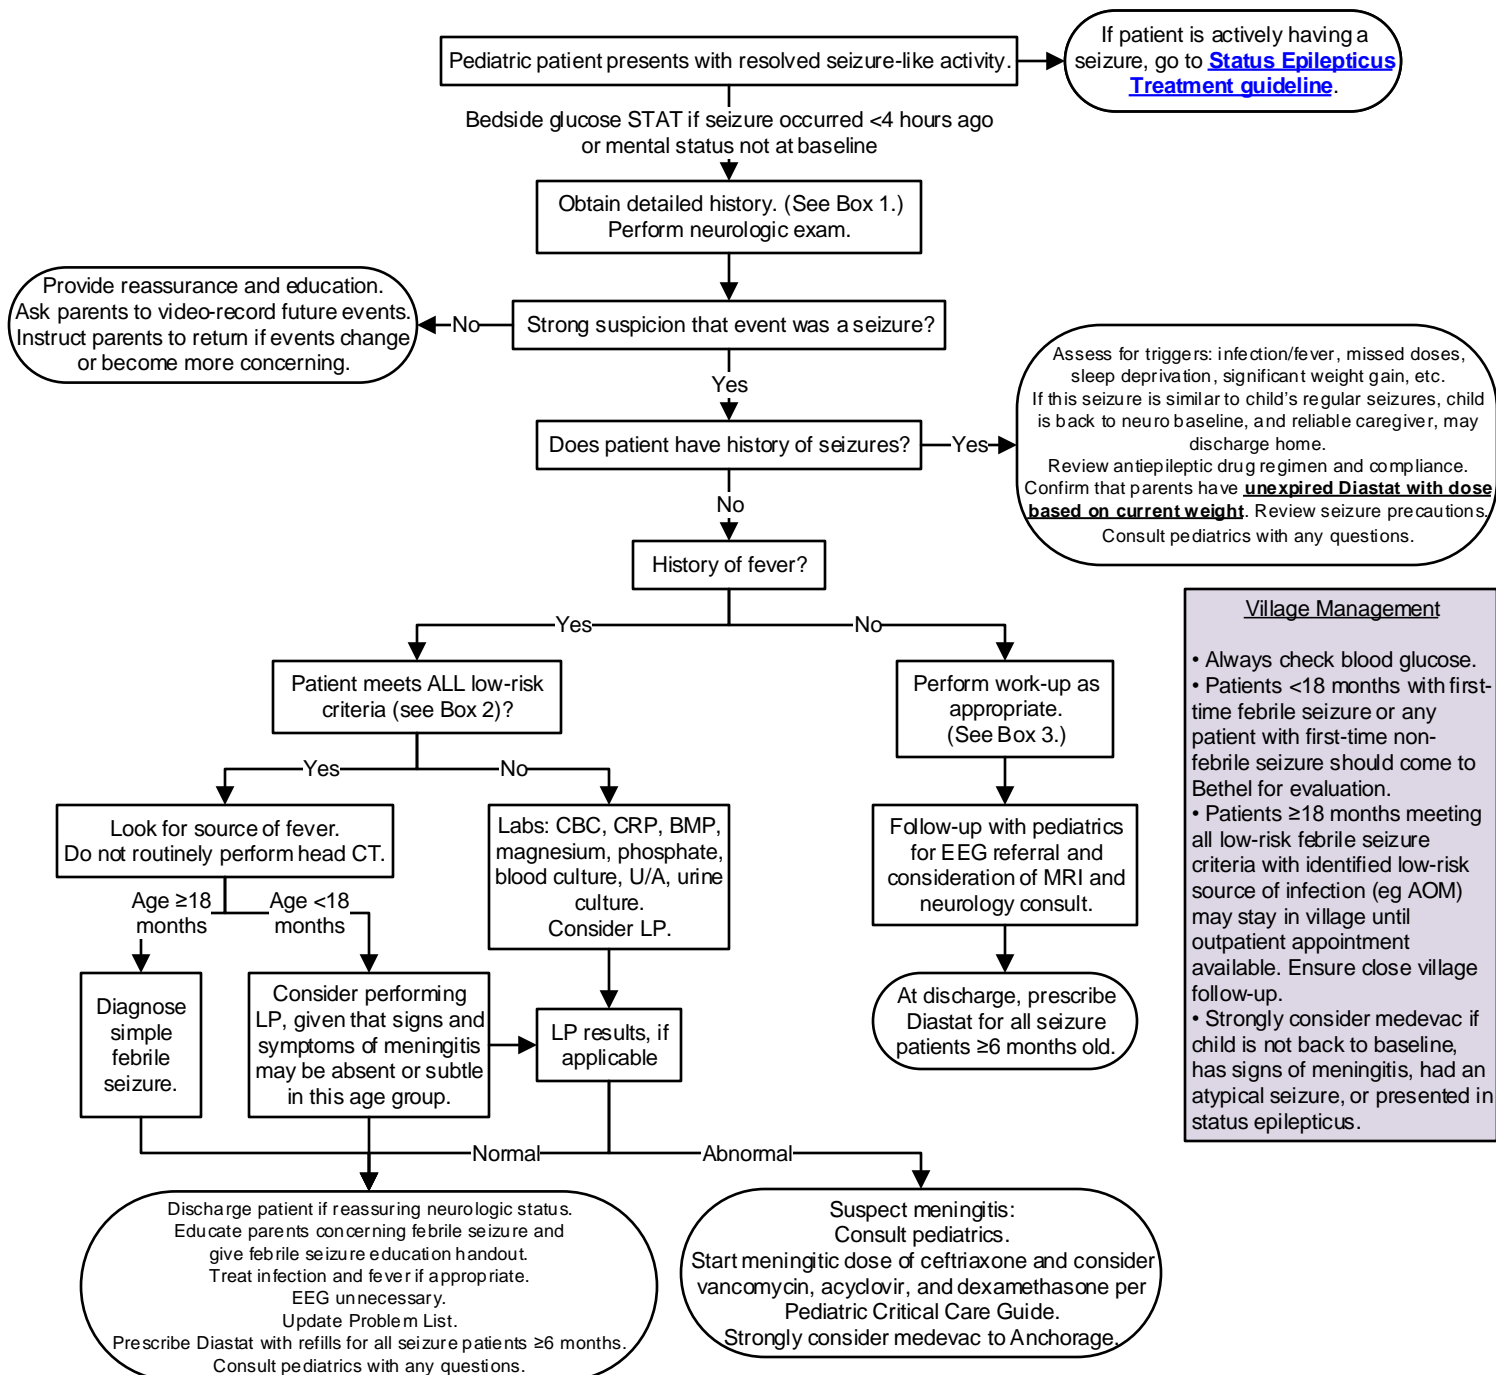 Pediatric patient presents with resolved seizure-like activity.
If patient is actively having a
seizure, go to Status Epilepticus
Treatment guideline.
Bedside glucose STAT if seizure occurred <4 hours ago
or mental status not at baseline
Obtain detailed history. (See Box 1.)
Perform neurologic exam.
Provide reassurance and education.
Ask parents to video-record future events.
Instruct parents to return if events change
or become more concerning.
No
Strong suspicion that event was a seizure?
Yes
Does patient have history of seizures?
Yes
Assess for triggers: infection/fever, missed doses,
sleep deprivation, significant weight gain, etc.
If this seizure is similar to child's regular seizures, child
is back to neuro baseline, and reliable caregiver, may
discharge home.
Review antiepileptic drug regimen and compliance.
Confirm that parents have unexpired Diastat with dose
based on current weight. Review seizure precautions.
Consult pediatrics with any questions.
No
History of fever?
Yes
No
Patient meets ALL low-risk
criteria (see Box 2)?
Perform work-up as
appropriate.
(See Box 3.)
Yes
No
Look for source of fever.
Do not routinely perform head CT.
Labs: CBC, CRP, BMP,
magnesium, phosphate,
blood culture, U/A, urine
culture.
Consider LP.
Follow-up with pediatrics
for EEG referral and
consideration of MRI and
neurology consult.
Age ≥18
months
Age <18
months
Diagnose
simple
febrile
seizure.
Consider performing
LP, given that signs and
symptoms of meningitis
may be absent or subtle
in this age group.
LP results, if
applicable
At discharge, prescribe
Diastat for all seizure
patients ≥6 months old.
Normal
Abnormal
Discharge patient if reassuring neurologic status.
Educate parents concerning febrile seizure and
give febrile seizure education handout.
Treat infection and fever if appropriate.
EEG unnecessary.
Update Problem List.
Prescribe Diastat with refills for all seizure patients ≥6 months.
Consult pediatrics with any questions.
Suspect meningitis:
Consult pediatrics.
Start meningitic dose of ceftriaxone and consider
vancomycin, acyclovir, and dexamethasone per
Pediatric Critical Care Guide.
Strongly consider medevac to Anchorage.
Village Management
• Always check blood glucose.
• Patients <18 months with first-
time febrile seizure or any
patient with first-time non-
febrile seizure should come to
Bethel for evaluation.
• Patients ≥18 months meeting
all low-risk febrile seizure
criteria with identified low-risk
source of infection (eg AOM)
may stay in village until
outpatient appointment
available. Ensure close village
follow-up.
• Strongly consider medevac if
child is not back to baseline,
has signs of meningitis, had an
atypical seizure, or presented in
status epilepticus.